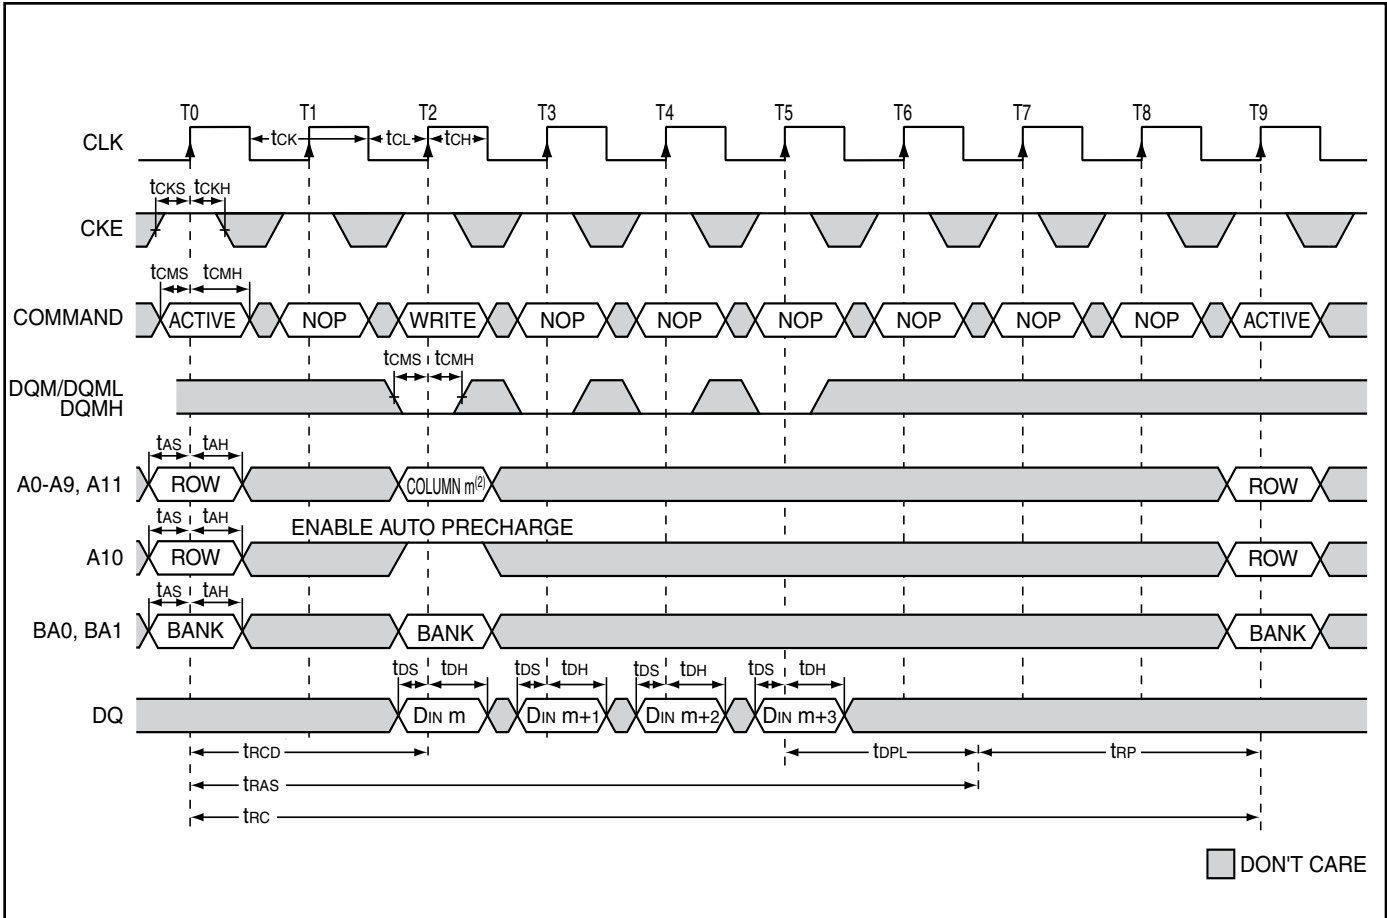 T0 T1 T2 T3 T4 T5 T6 T7 T8 T9
CLK tCK tCL tCH
tCKS tCKH
CKE
tCMS tCMH
COMMAND ACTIVE NOP WRITE NOP NOP NOP NOP NOP NOP ACTIVE
tCMS tCMH
DQM/DQML
DQMH
tAS tAH
A0-A9, A11 ROW COLUMN m(2) ROW
tAS tAH ENABLE AUTO PRECHARGE
A10 ROW ROW
tAS tAH
BA0, BA1 BANK BANK BANK
tDS tDH tDS tDH tDS tDH tDS tDH
DQ DIN m DIN m+1 DIN m+2 DIN m+3
tRCD tDPL tRP
tRAS
tRC
DON'T CARE